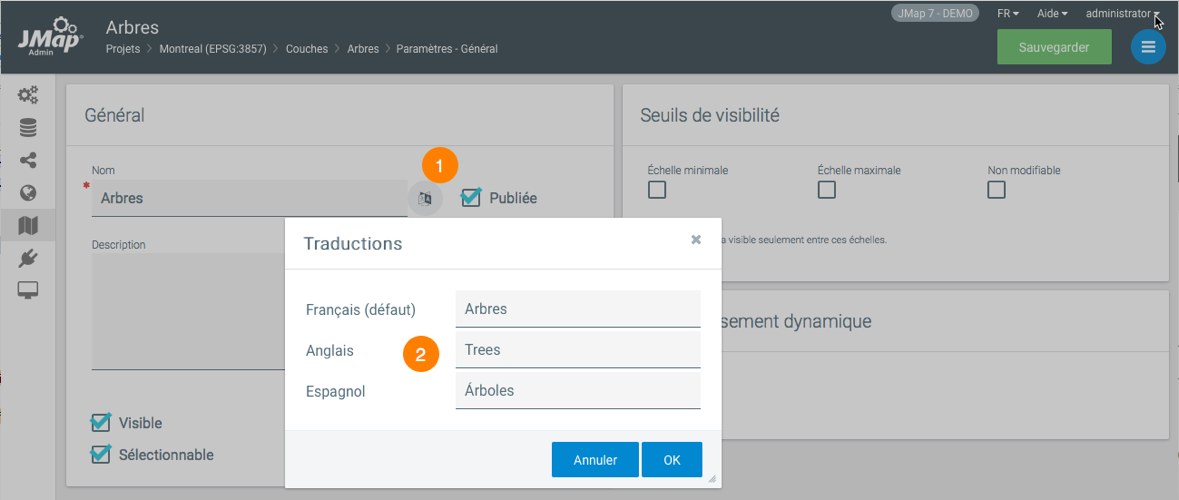 JMap 7 - DEMO
FR
Aide
administrator
JMap
Admin
Arbres
Projets > Montreal (EPSG:3857) > Couches > Arbres > Paramètres - Général
Sauvegarder
Général
Nom
* Arbres
1
Publiée
Description
Visible
Sélectionnable
Seuils de visibilité
Échelle minimale
Échelle maximale
Non modifiable
a visible seulement entre ces échelles.
sement dynamique
Traductions
Français (défaut)
Arbres
Anglais
2
Trees
Espagnol
Árboles
Annuler
OK